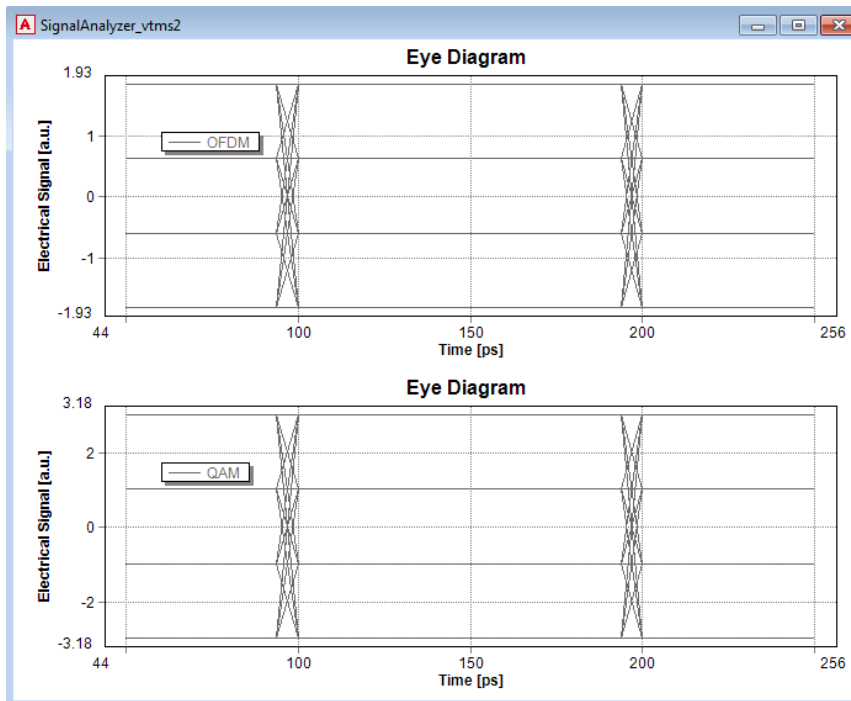 SignalAnalyzer_vtms2
Eye Diagram
1.93
1
0
-1
-1.93
Electrical Signal [a.u.]
OFDM
44
100
150
200
256
Time [ps]
Eye Diagram
3.18
2
0
-2
-3.18
Electrical Signal [a.u.]
QAM
44
100
150
200
256
Time [ps]